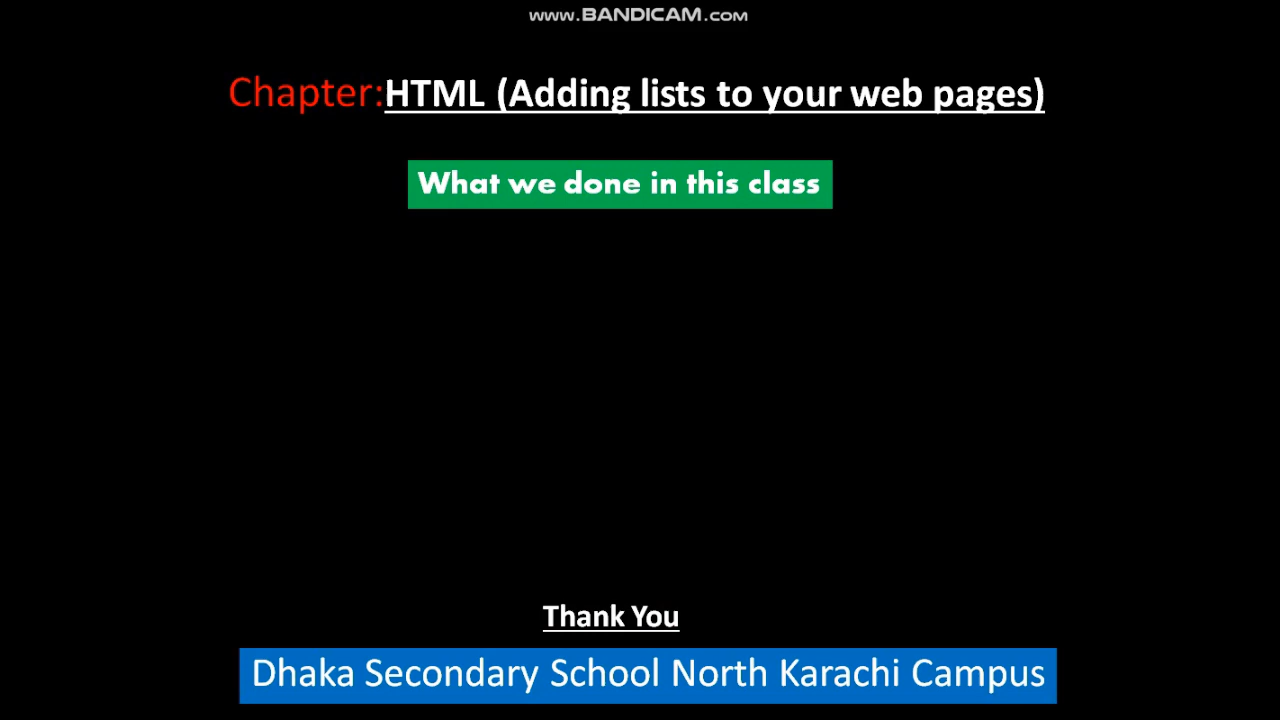 www.BANDICAM.com
Chapter:HTML (Adding lists to your web pages)
What we done in this class
Thank You
Dhaka Secondary School North Karachi Campus